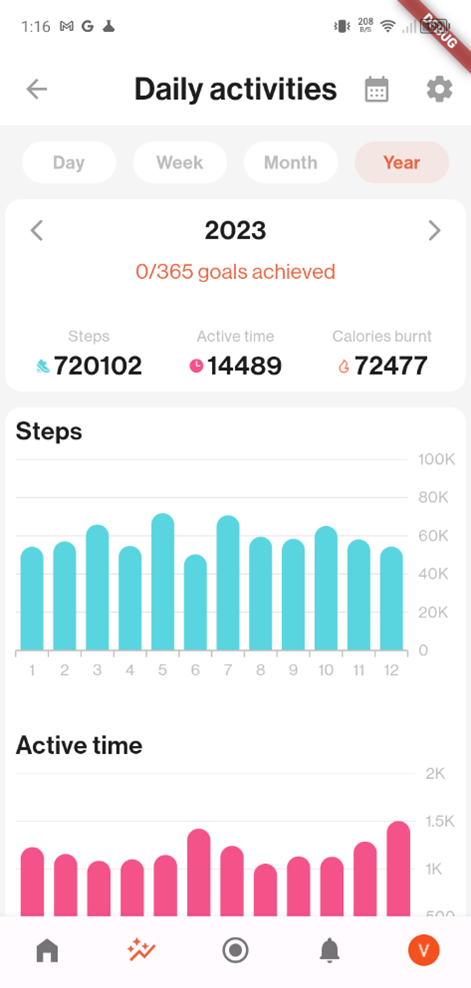 1:16 M G 208 B/S
DEBUG
Daily activities
Day Week Month Year
2023
0/365 goals achieved
Steps Active time Calories burnt
720102 14489 72477
Steps
100K
80K
60K
40K
20K
0
1 2 3 4 5 6 7 8 9 10 11 12
Active time
2K
1.5K
1K
500
V